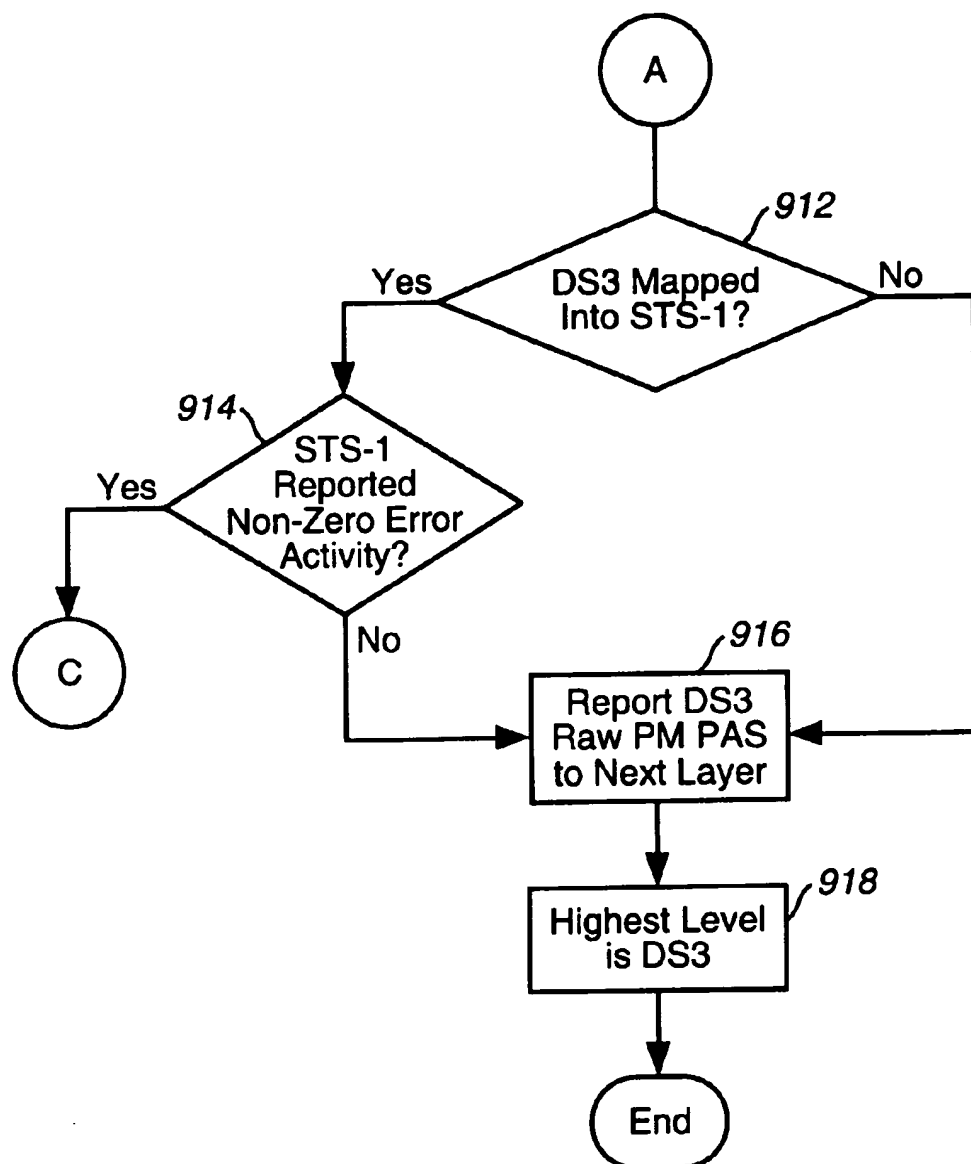 A
912
Yes
DS3 Mapped
Into STS-1?
No
914
STS-1
Reported
Non-Zero Error
Activity?
Yes
No
C
916
Report DS3
Raw PM PAS
to Next Layer
918
Highest Level
is DS3
End